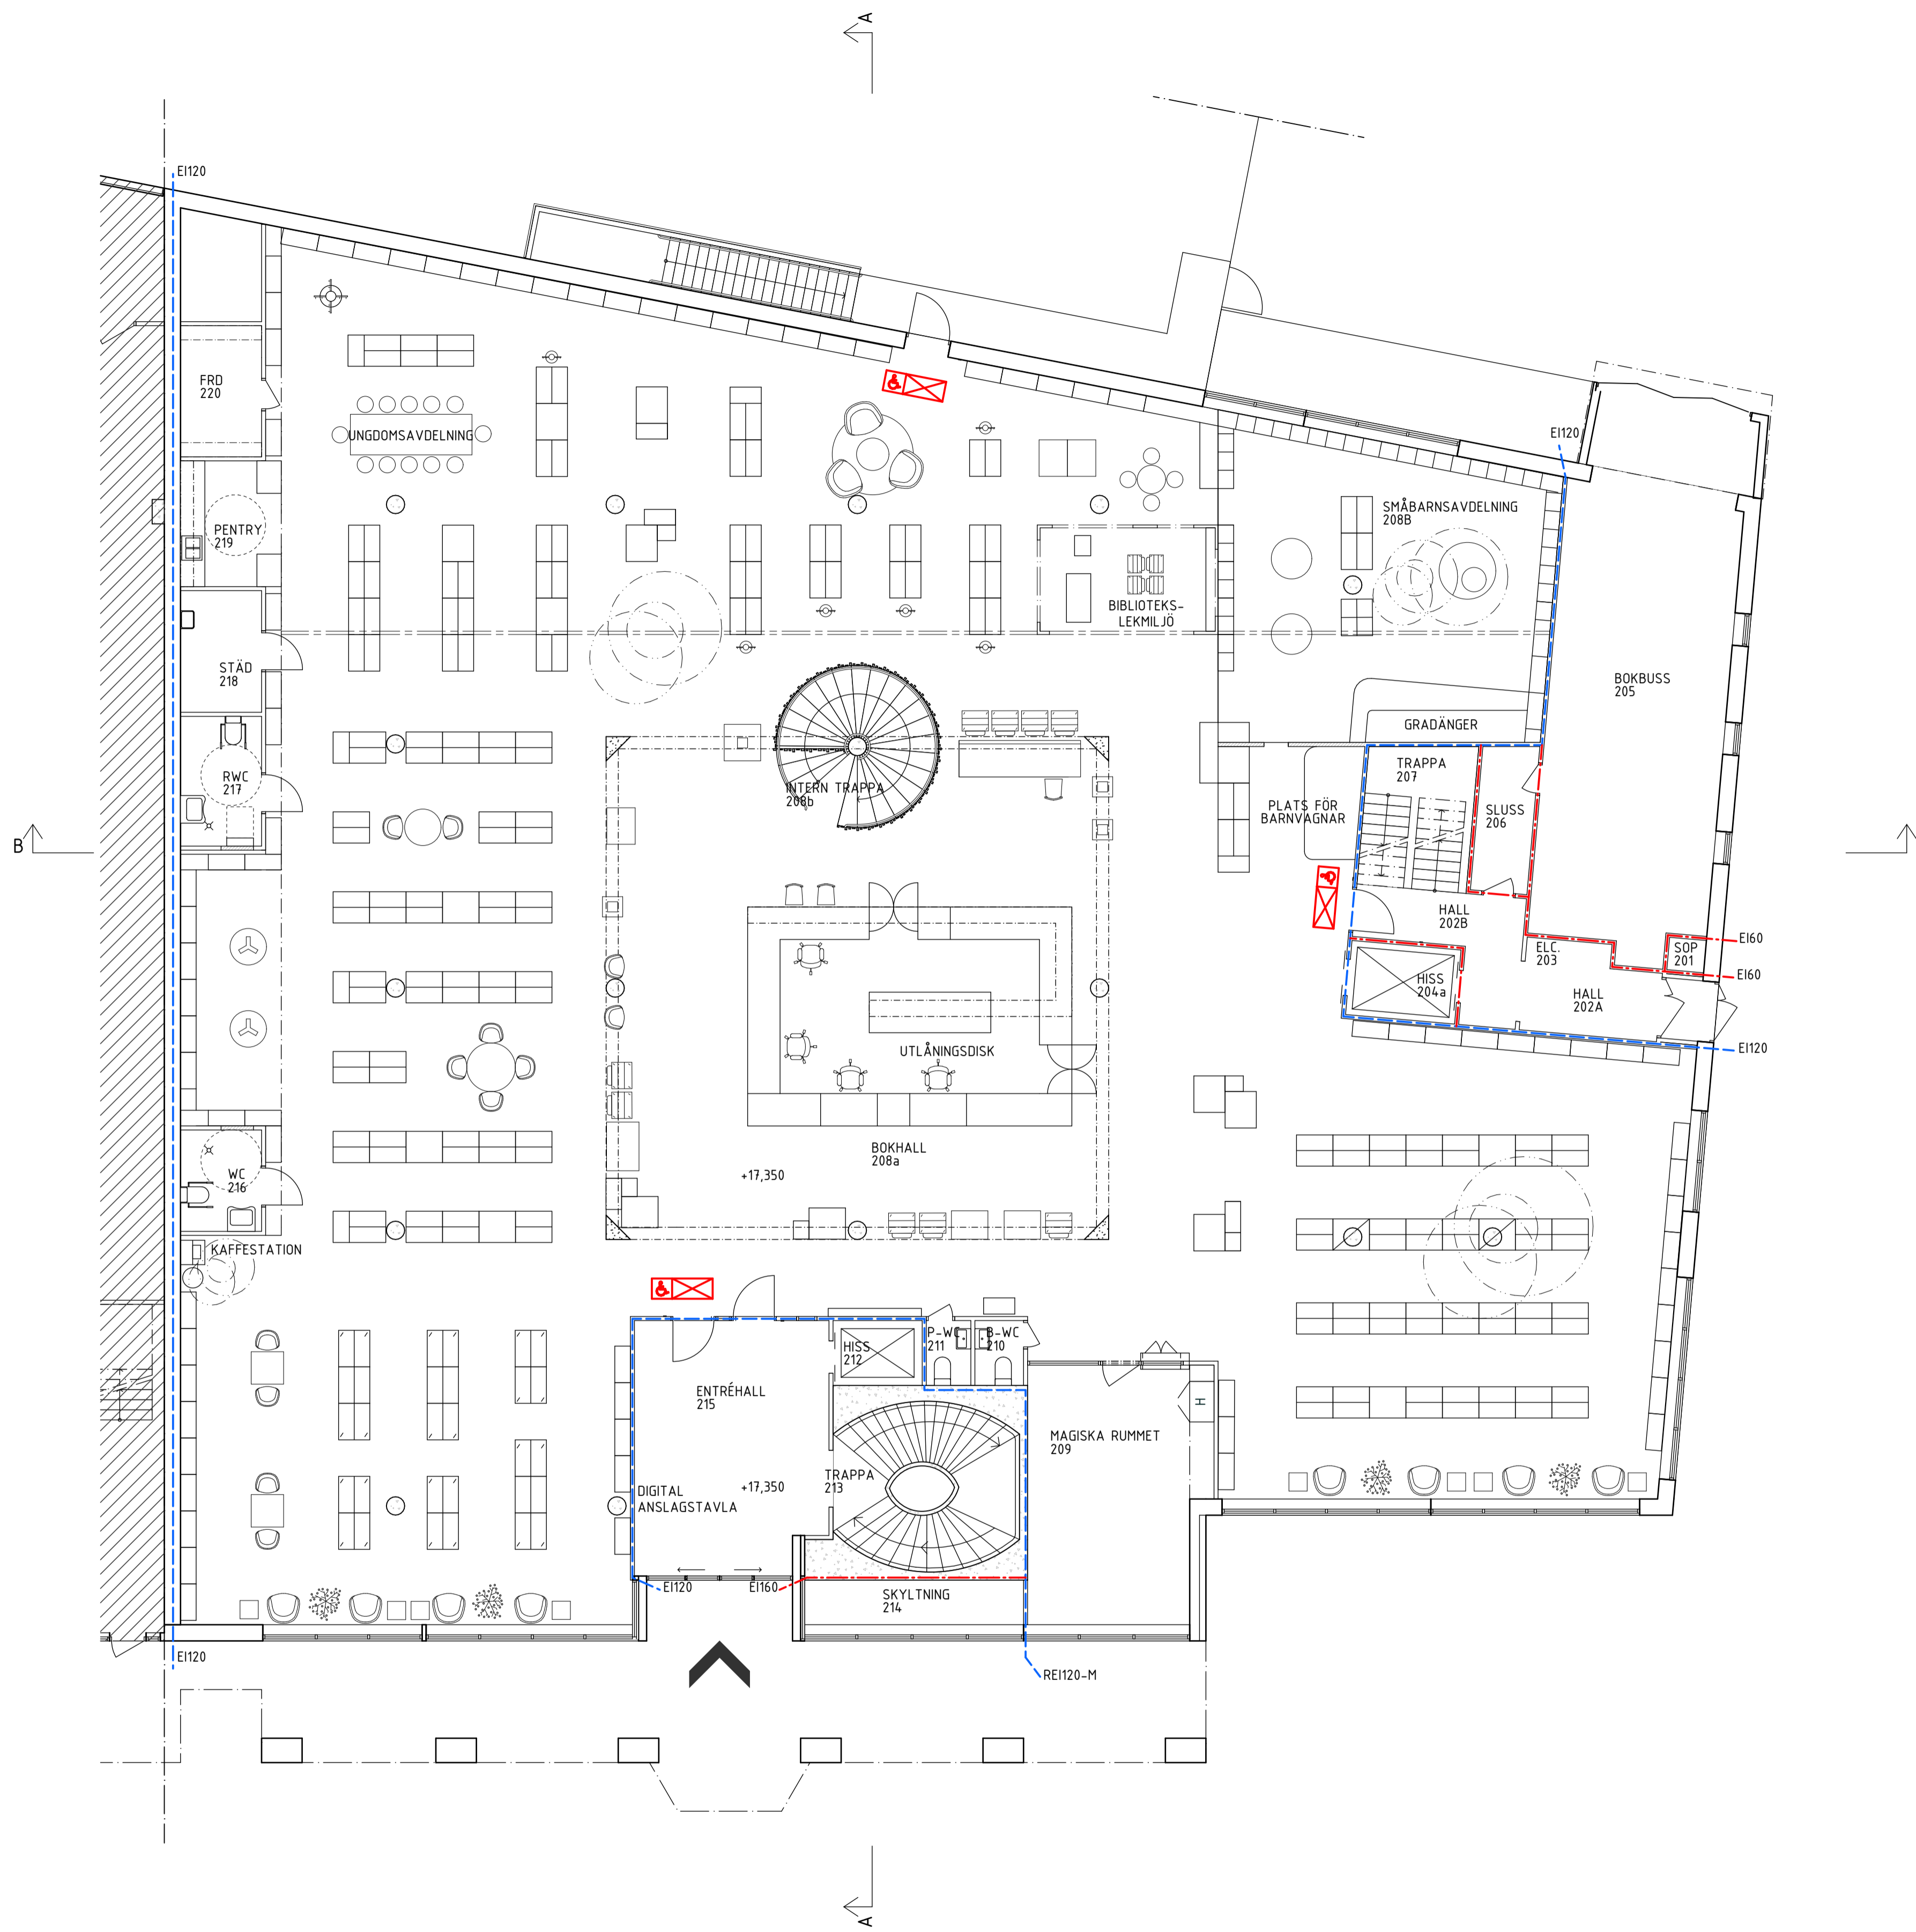 A
EI120
FRD
220
UNGDOMSAVDELNING
EI120
SMÅBARNSAVDELNING
208B
PENTRY
219
BIBLIOTEKS-
LEKMILJÖ
STÄD
218
BOKBUSS
205
GRADÄNGER
RWC
217
INTERN TRAPPA
208b
TRAPPA
207
PLATS FÖR
BARNVAGNAR
SLUSS
206
B
HALL
202B
EI60
ELC.
203
SOP
201
EI60
HISS
204a
HALL
202A
UTLÅNINGSDISK
EI120
BOKHALL
208a
+17,350
WC
216
KAFFESTATION
HISS
212
P-WC
211
B-WC
210
ENTRÉHALL
215
H
MAGISKA RUMMET
209
TRAPPA
213
+17,350
DIGITAL
ANSLAGSTAVLA
EI120
EI160
SKYLTNING
214
EI120
REI120-M
A